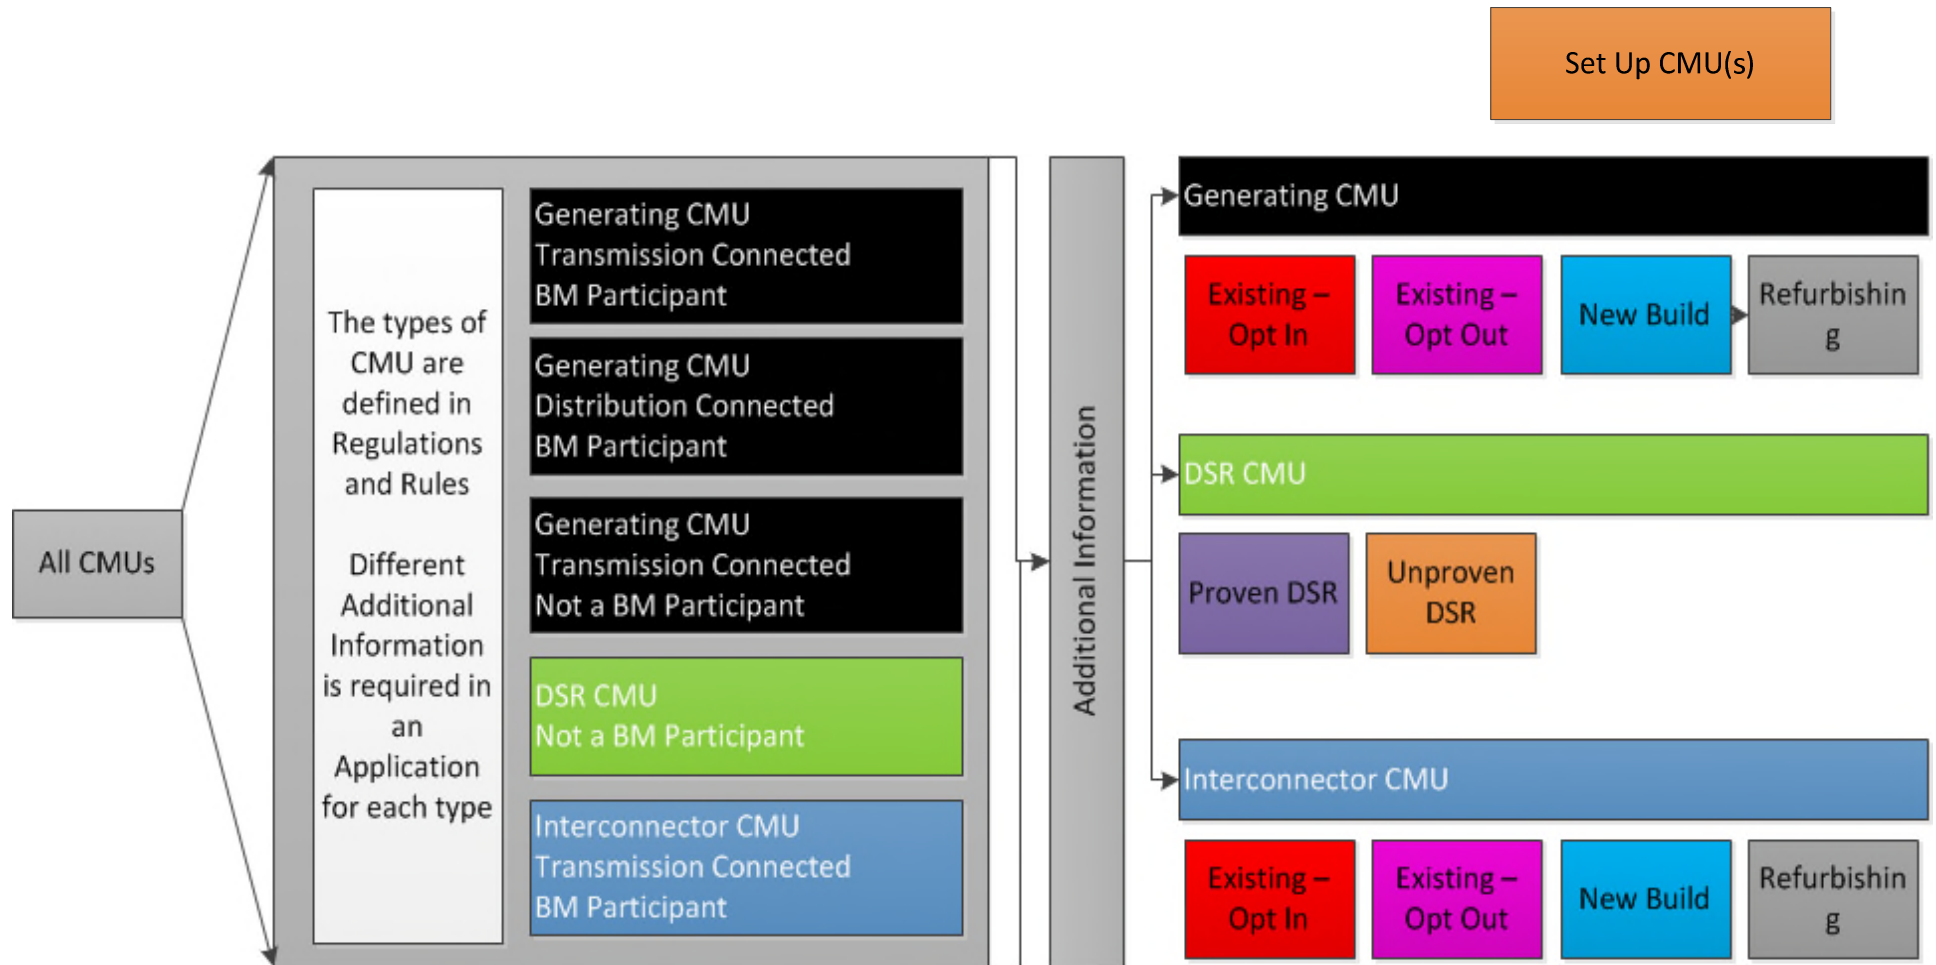 Set Up CMU(s)
All CMUs
The types of
CMU are
defined in
Regulations
and Rules
Different
Additional
Information
is required in
an
Application
for each type
Generating CMU
Transmission Connected
BM Participant
Generating CMU
Distribution Connected
BM Participant
Generating CMU
Transmission Connected
Not a BM Participant
DSR CMU
Not a BM Participant
Interconnector CMU
Transmission Connected
BM Participant
Additional Information
Generating CMU
Existing –
Opt In
Existing –
Opt Out
New Build
Refurbishin
g
DSR CMU
Proven DSR
Unproven
DSR
Interconnector CMU
Existing –
Opt In
Existing –
Opt Out
New Build
Refurbishin
g